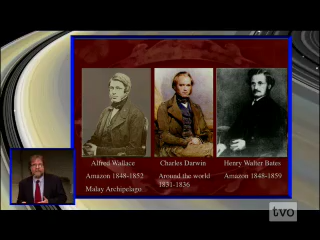 Alfred Wallace
Amazon 1848-1852
Malay Archipelago
Charles Darwin
Around the world
1831-1836
Henry Walter Bates
Amazon 1848-1859
tvo